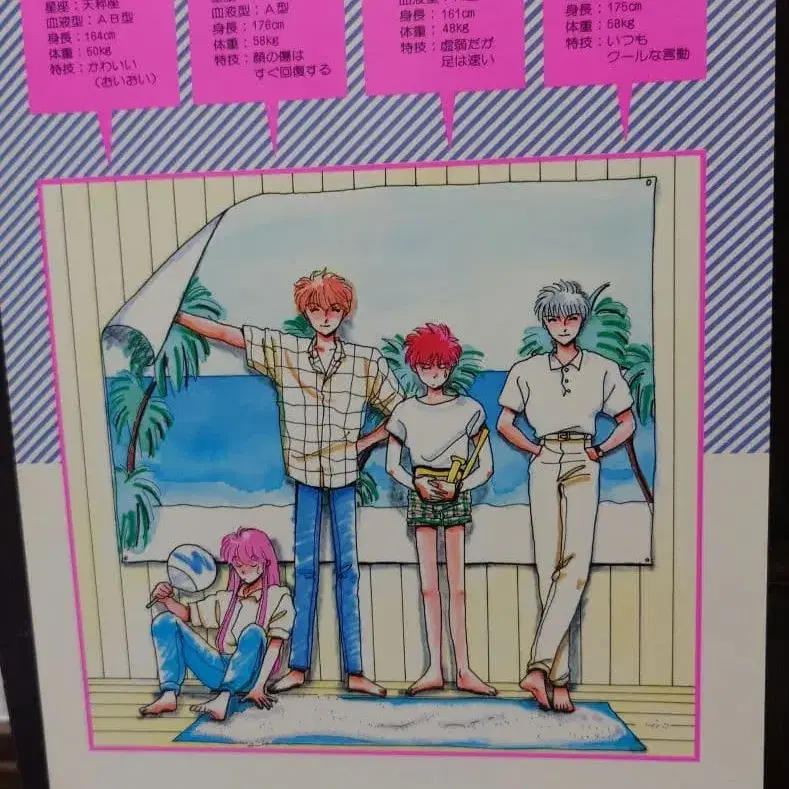 星座：天秤座
血液型：ＡＢ型
身長：164cm
体重：50kg
特技：かわいい
（おいおい）
血液型：Ａ型
身長：176cm
体重：58kg
特技：顔の傷は
すぐ回復する
身長：161cm
体重：48kg
特技：虚弱だが
足は速い
身長：175cm
体重：58kg
特技：いつも
クールな言動